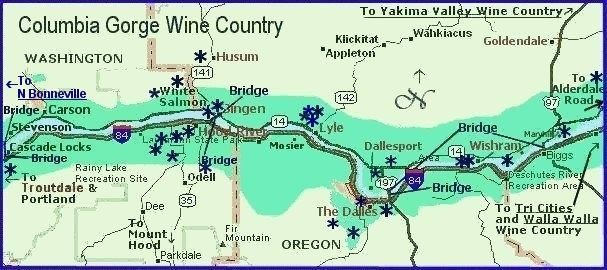 Columbia Gorge Wine Country
To Yakima Valley Wine Country
Wahkiacus
Klickitat
Appleton
Goldendale
Husum
WASHINGTON
141
To
N Bonneville
White
Salmon
Bridge
Bingen
142
97
To
Alderdale
Road
Bridge
Carson
Stevenson
84
14
Lyle
Bridge
Maryhill
Hood River
Mosier
Dallesport
Area
14
Wishram
Biggs
Cascade Locks
Bridge
Bridge
Rainy Lake
Recreation Site
Odell
197
84
Bridge
Deschutes River
Recreation Area
To
Troutdale &
Portland
35
Dee
The Dalles
To Tri Cities
and Walla Walla
Wine Country
To
Mount
Hood
Fir
Mountain
OREGON
Parkdale